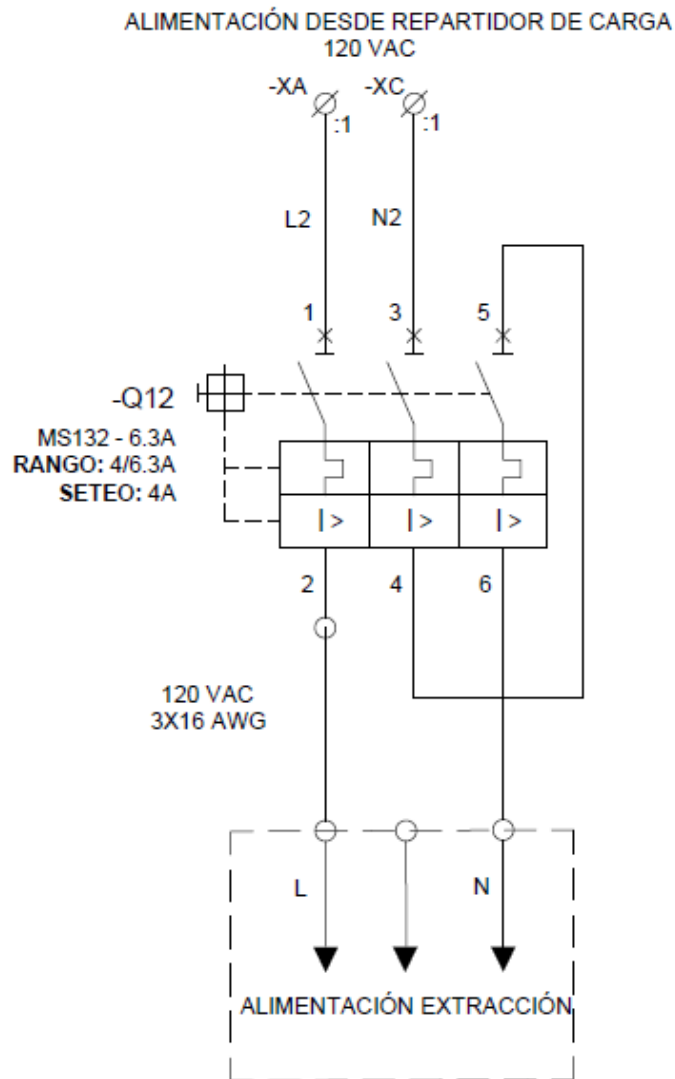 ALIMENTACIÓN DESDE REPARTIDOR DE CARGA
120 VAC
-XA
-XC
:1
:1
L2
N2
1
3
5
-Q12
MS132 - 6.3A
RANGO: 4/6.3A
SETEO: 4A
I >
I >
I >
2
4
6
120 VAC
3X16 AWG
L
N
ALIMENTACIÓN EXTRACCIÓN